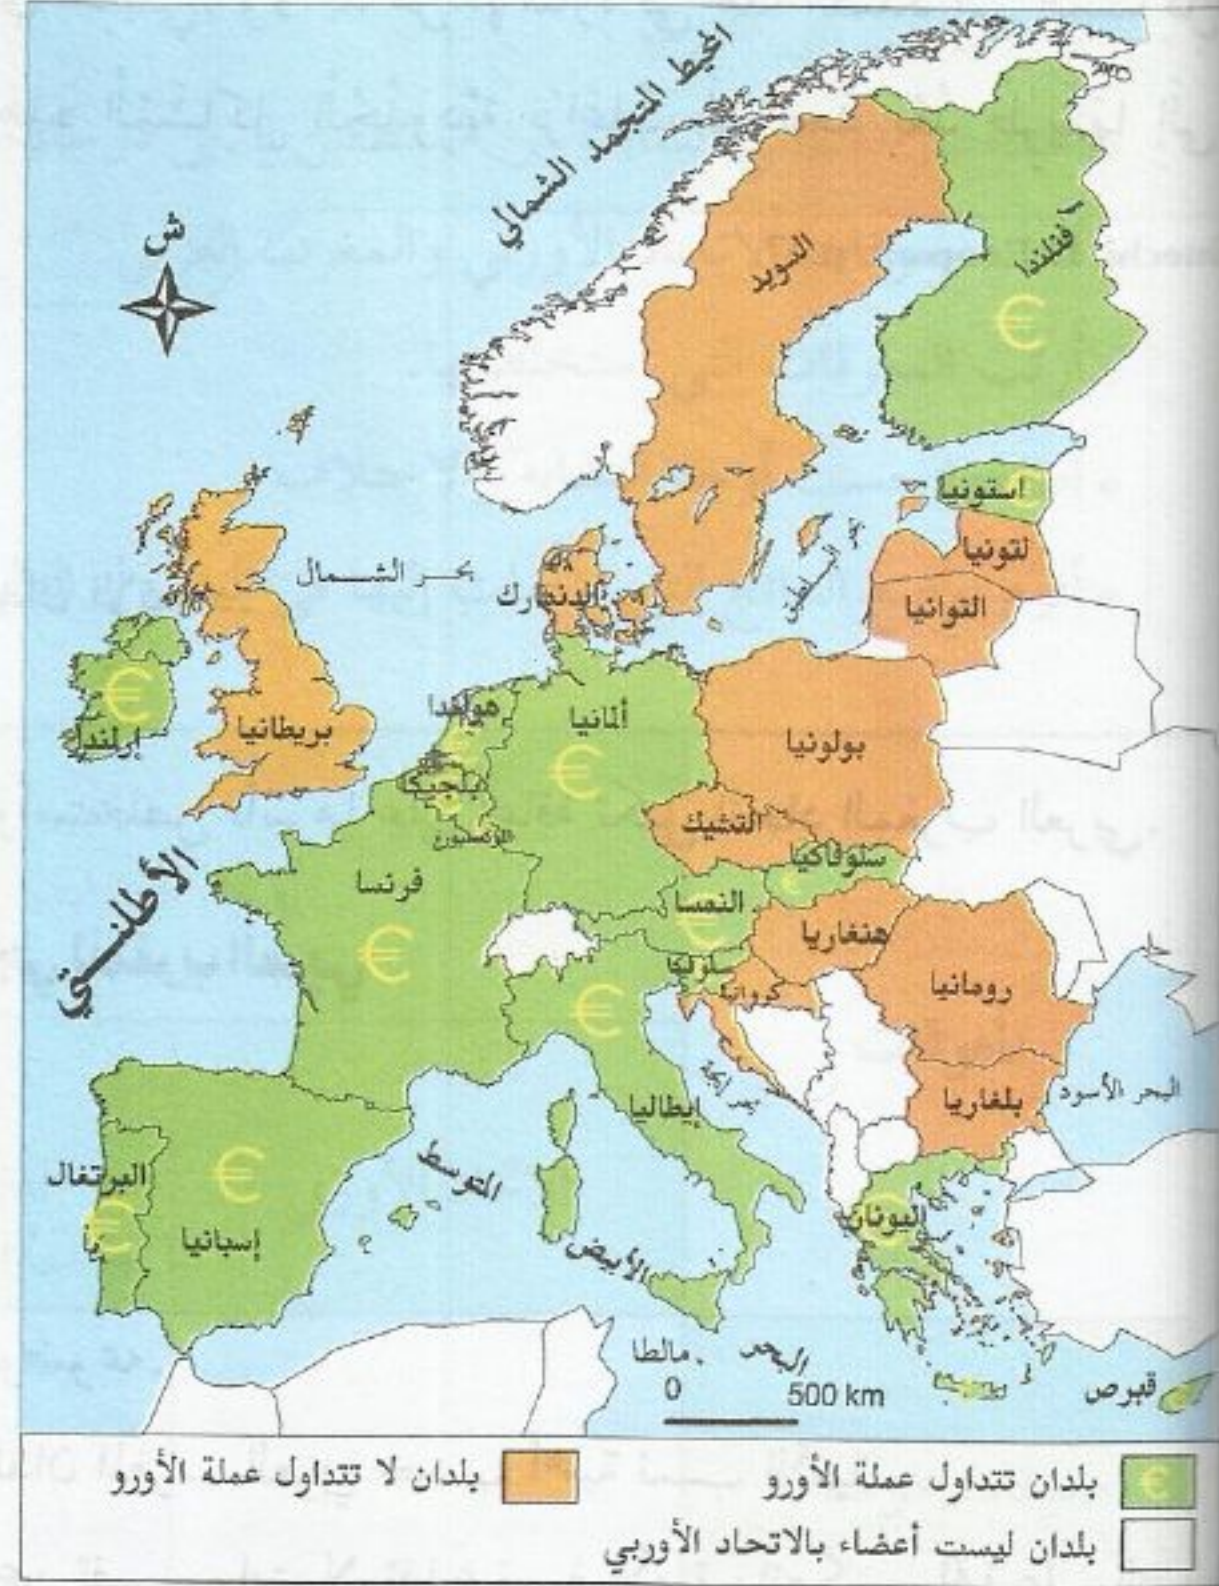 المحيط المتجمد الشمالي
ش
السويد
فنلندا
€
استونيا
لتونيا
التوانيا
بحر الشمال
الدنمارك
€
إرلندا
بريطانيا
هولندا
ألمانيا
€
بولونيا
بلجيكا
التشيك
سلوفاكيا
€
فرنسا
€
النمسا
€
هنغاريا
رومانيا
كرواتيا
الأطلنـــتي
€
إيطاليا
بلغاريا
البحر الأسود
البرتغال
€
€
إسبانيا
المتوسط
الأبيض
البحر
اليونان
€
مالطا
قبرص
0 500 km
بلدان تتداول عملة الأورو
€
بلدان لا تتداول عملة الأورو
بلدان ليست أعضاء بالاتحاد الأوربي